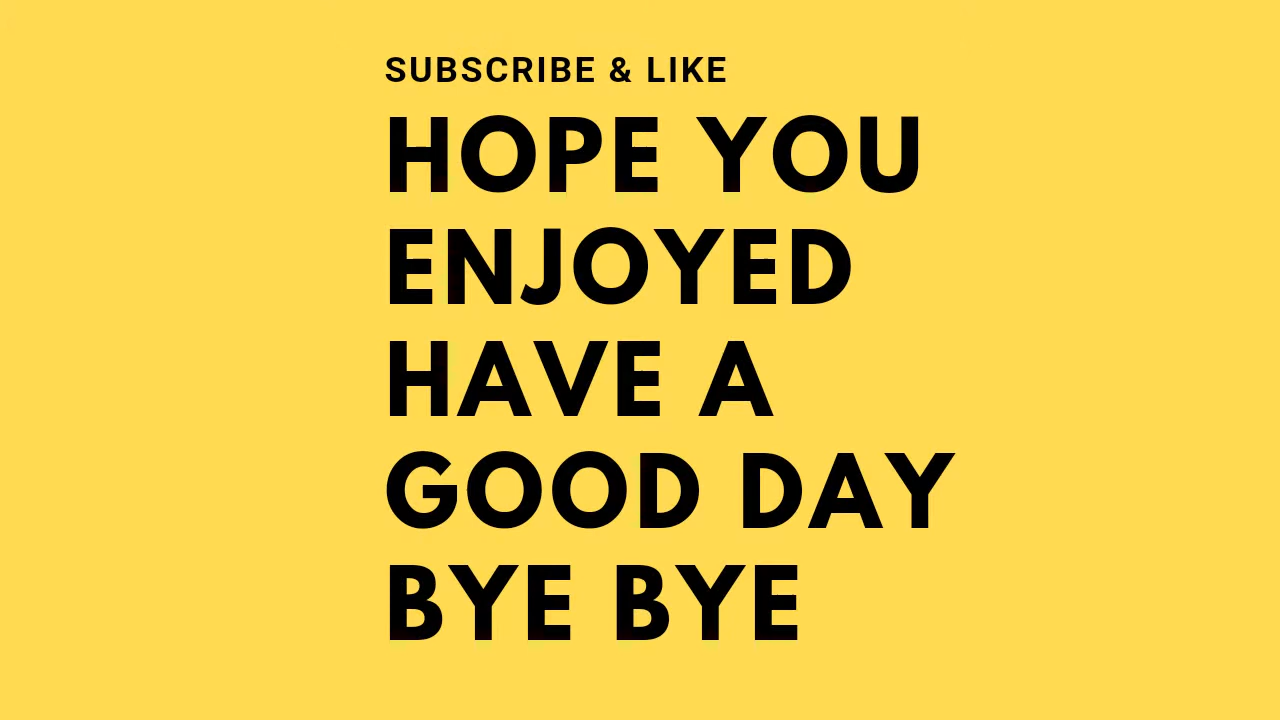 SUBSCRIBE & LIKE
HOPE YOU
ENJOYED
HAVE A
GOOD DAY
BYE BYE